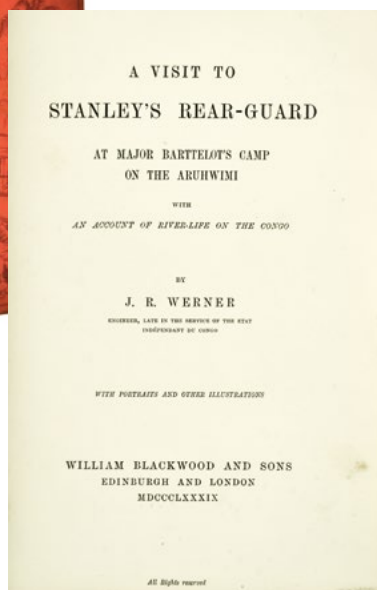 A VISIT TO
STANLEY'S REAR-GUARD
AT MAJOR BARTTELOT'S CAMP
ON THE ARUHWIMI
WITH
AN ACCOUNT OF RIVER-LIFE ON THE CONGO
BY
J. R. WERNER
ENGINEER, LATE IN THE SERVICE OF THE ETAT
INDÉPENDANT DU CONGO
WITH PORTRAITS AND OTHER ILLUSTRATIONS
WILLIAM BLACKWOOD AND SONS
EDINBURGH AND LONDON
MDCCCLXXXIX
All Rights reserved